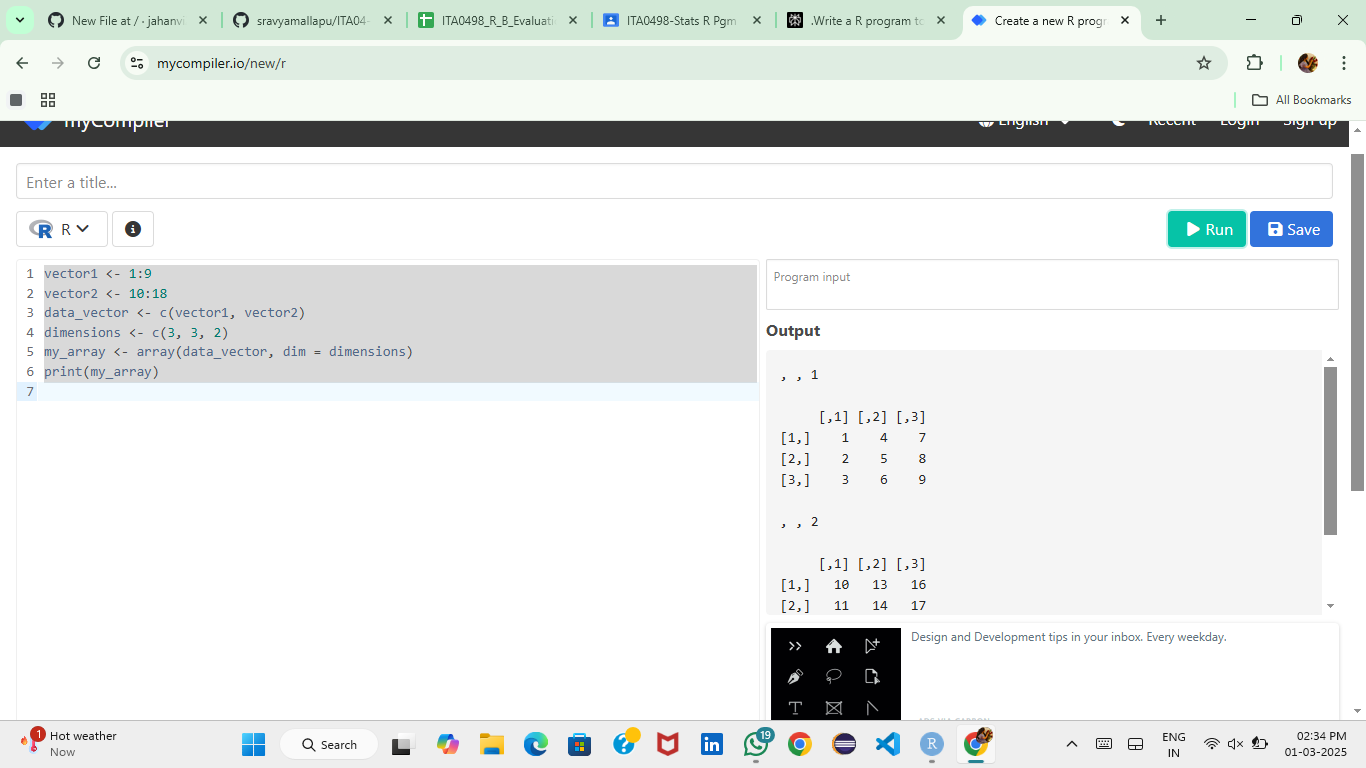 New File at / · jahanvi
sravyamallapu/ITA04-
ITA0498_R_B_Evaluati
ITA0498-Stats R Pgm
.Write a R program to
Create a new R progr
mycompiler.io/new/r
All Bookmarks
myCompiler
English
Recent
Login
Sign up
Enter a title...
R
Run
Save
1 vector1 <- 1:9
2 vector2 <- 10:18
3 data_vector <- c(vector1, vector2)
4 dimensions <- c(3, 3, 2)
5 my_array <- array(data_vector, dim = dimensions)
6 print(my_array)
7
Program input
Output
, , 1
[,1] [,2] [,3]
[1,] 1 4 7
[2,] 2 5 8
[3,] 3 6 9
, , 2
[,1] [,2] [,3]
[1,] 10 13 16
[2,] 11 14 17
Design and Development tips in your inbox. Every weekday.
1
Hot weather
Now
Search
19
ENG
IN
02:34 PM
01-03-2025